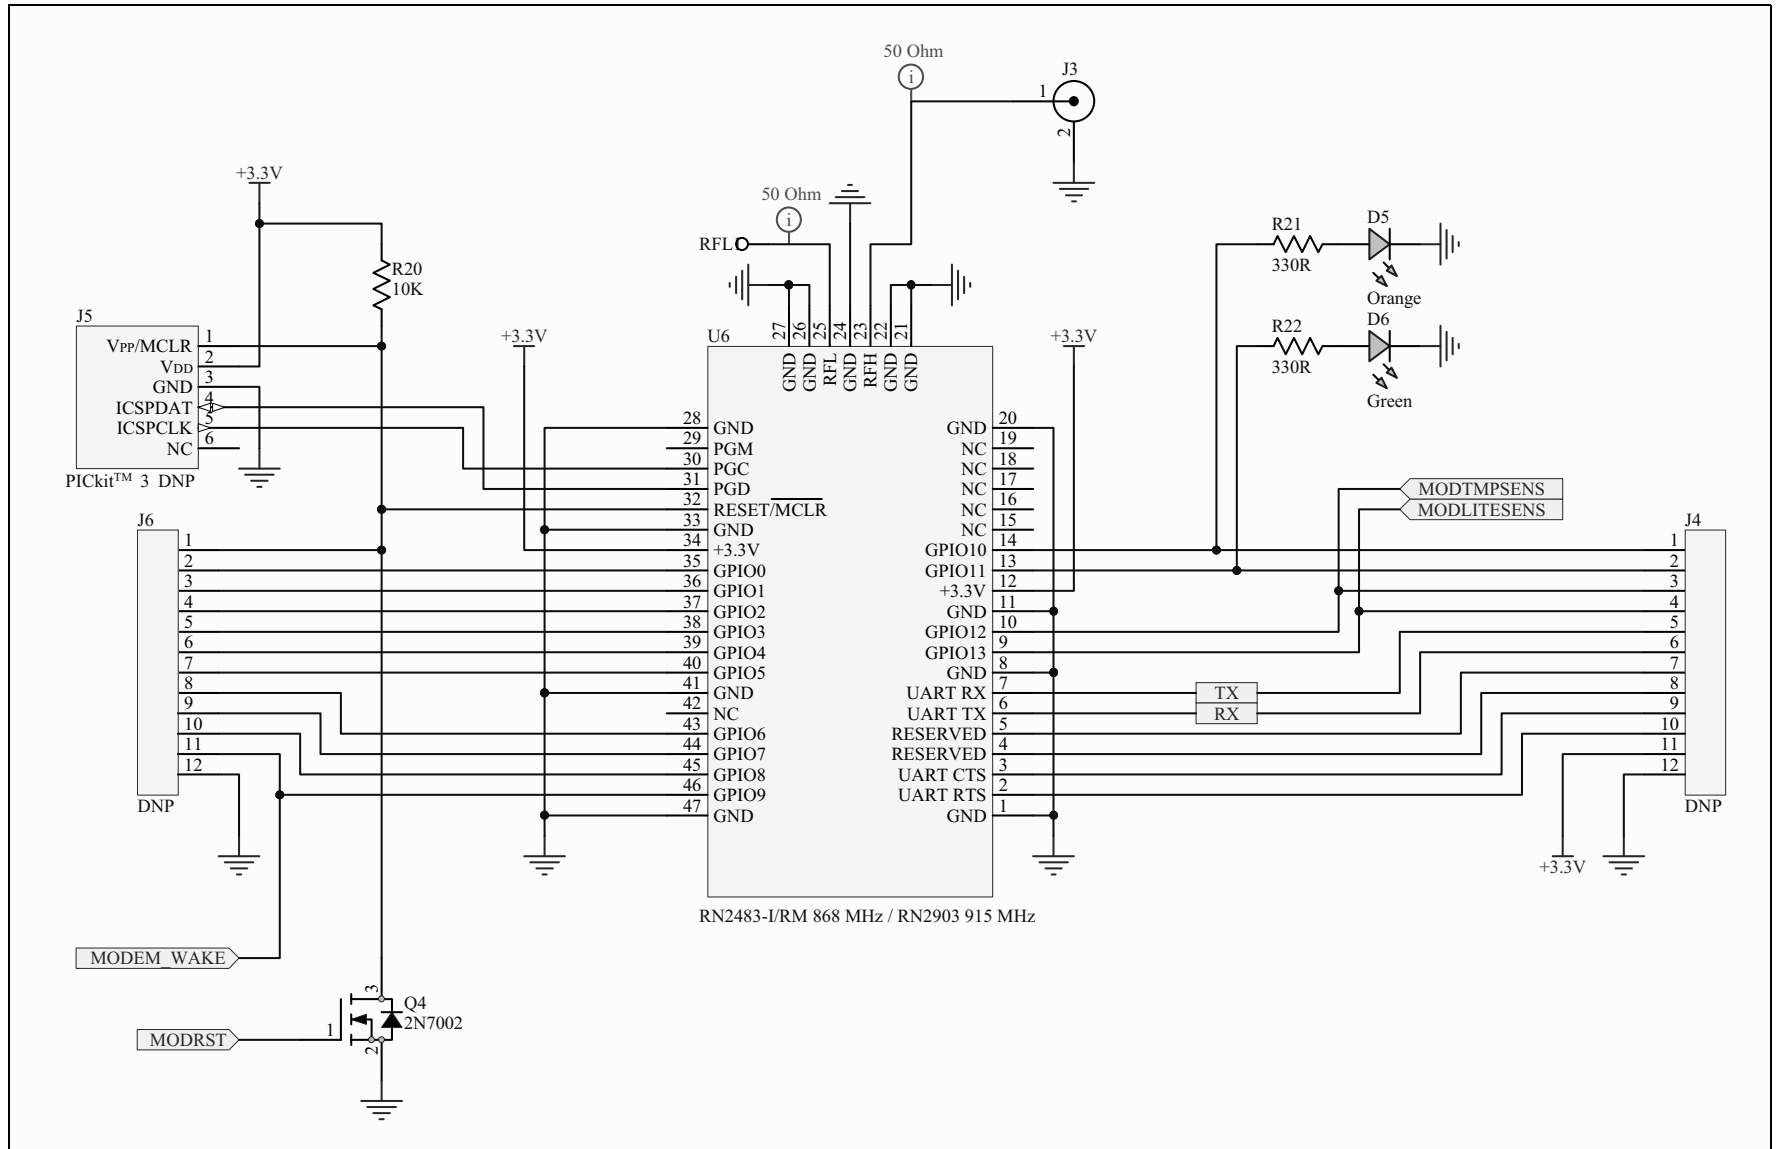 50 Ohm
i
J3
1
2
+3.3V
50 Ohm
i
RFL
R20
10K
R21
330R
D5
Orange
R22
330R
D6
Green
J5
VPP/MCLR 1
VDD 2
GND 3
ICSPDAT 4
ICSPCLK 5
NC 6
PICkit™ 3 DNP
+3.3V
U6
+3.3V
27 26 25 24 23 22 21
GND GND RFL GND RFH GND GND
28 GND
29 PGM
30 PGC
31 PGD
32 RESET/MCLR
33 GND
34 +3.3V
35 GPIO0
36 GPIO1
37 GPIO2
38 GPIO3
39 GPIO4
40 GPIO5
41 GND
42 NC
43 GPIO6
44 GPIO7
45 GPIO8
46 GPIO9
47 GND
GND 20
NC 19
NC 18
NC 17
NC 16
NC 15
GPIO10 14
GPIO11 13
+3.3V 12
GND 11
GPIO12 10
GPIO13 9
GND 8
UART RX 7
UART TX 6
RESERVED 5
RESERVED 4
UART CTS 3
UART RTS 2
GND 1
RN2483-I/RM 868 MHz / RN2903 915 MHz
J6
1
2
3
4
5
6
7
8
9
10
11
12
DNP
MODTMPSENS
MODLITESENS
TX
RX
J4
1
2
3
4
5
6
7
8
9
10
11
12
DNP
+3.3V
MODEM_WAKE
MODRST
1
3
2
Q4
2N7002